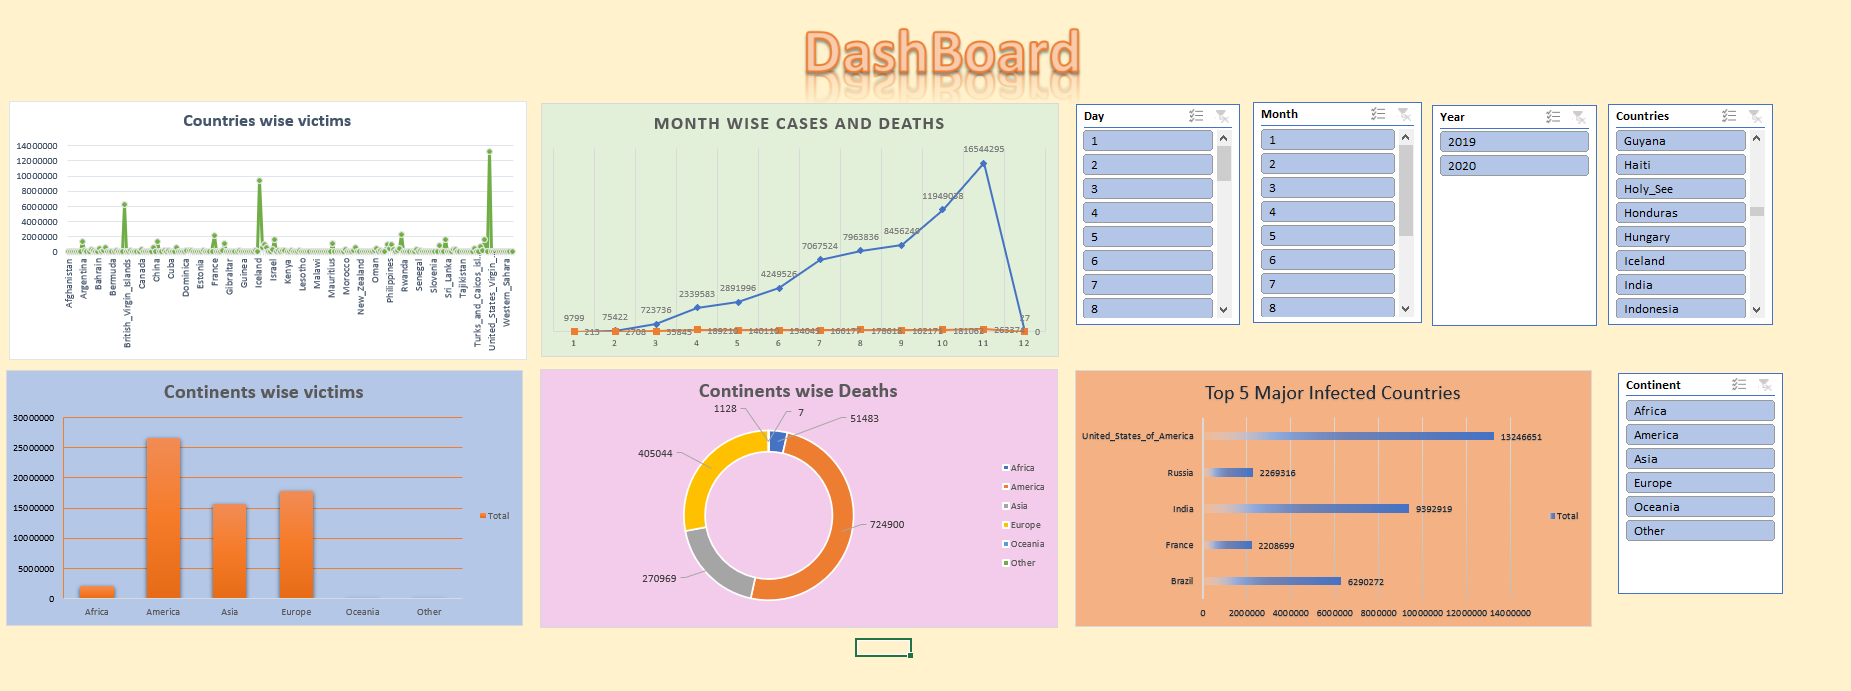 DashBoard
Countries wise victims
14000000
12000000
10000000
8000000
6000000
4000000
2000000
0
Afghanistan
Argentina
Bahrain
Bermuda
British_Virgin_Islands
Canada
China
Cuba
Dominica
Estonia
France
Gibraltar
Guinea
Iceland
Israel
Kenya
Lesotho
Malawi
Mauritius
Morocco
New_Zealand
Oman
Philippines
Rwanda
Senegal
Slovenia
Sri_Lanka
Tajikistan
Turks_and_Caicos_isl...
United_States_Virgin_...
Western_Sahara
MONTH WISE CASES AND DEATHS
16544295
11949038
8456240
7963836
7067524
4249526
2891996
2339583
723736
75422
9799
27
213
2708
0
1 2 3 4 5 6 7 8 9 10 11 12
Day
1
2
3
4
5
6
7
8
Month
1
2
3
4
5
6
7
8
Year
2019
2020
Countries
Guyana
Haiti
Holy_See
Honduras
Hungary
Iceland
India
Indonesia
Continents wise victims
30000000
25000000
20000000
15000000
10000000
5000000
0
Africa America Asia Europe Oceania Other
Total
Continents wise Deaths
1128
7
51483
405044
724900
270969
Africa
America
Asia
Europe
Oceania
Other
Top 5 Major Infected Countries
United_States_of_America 13246651
Russia 2269316
India 9392919
France 2208699
Brazil 6290272
0 2000000 4000000 6000000 8000000 10000000 12000000 14000000
Total
Continent
Africa
America
Asia
Europe
Oceania
Other